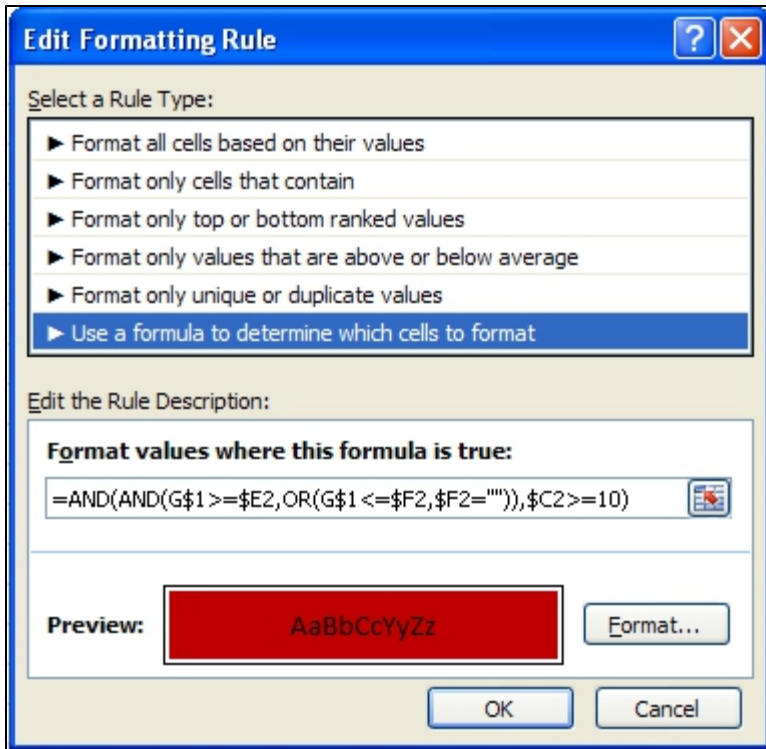 Edit Formatting Rule
Select a Rule Type:
► Format all cells based on their values
► Format only cells that contain
► Format only top or bottom ranked values
► Format only values that are above or below average
► Format only unique or duplicate values
► Use a formula to determine which cells to format
Edit the Rule Description:
Format values where this formula is true:
=AND(AND(G$1>=$E2,OR(G$1<=$F2,$F2="")),$C2>=10)
Preview: AaBbCcYyZz Format...
OK Cancel